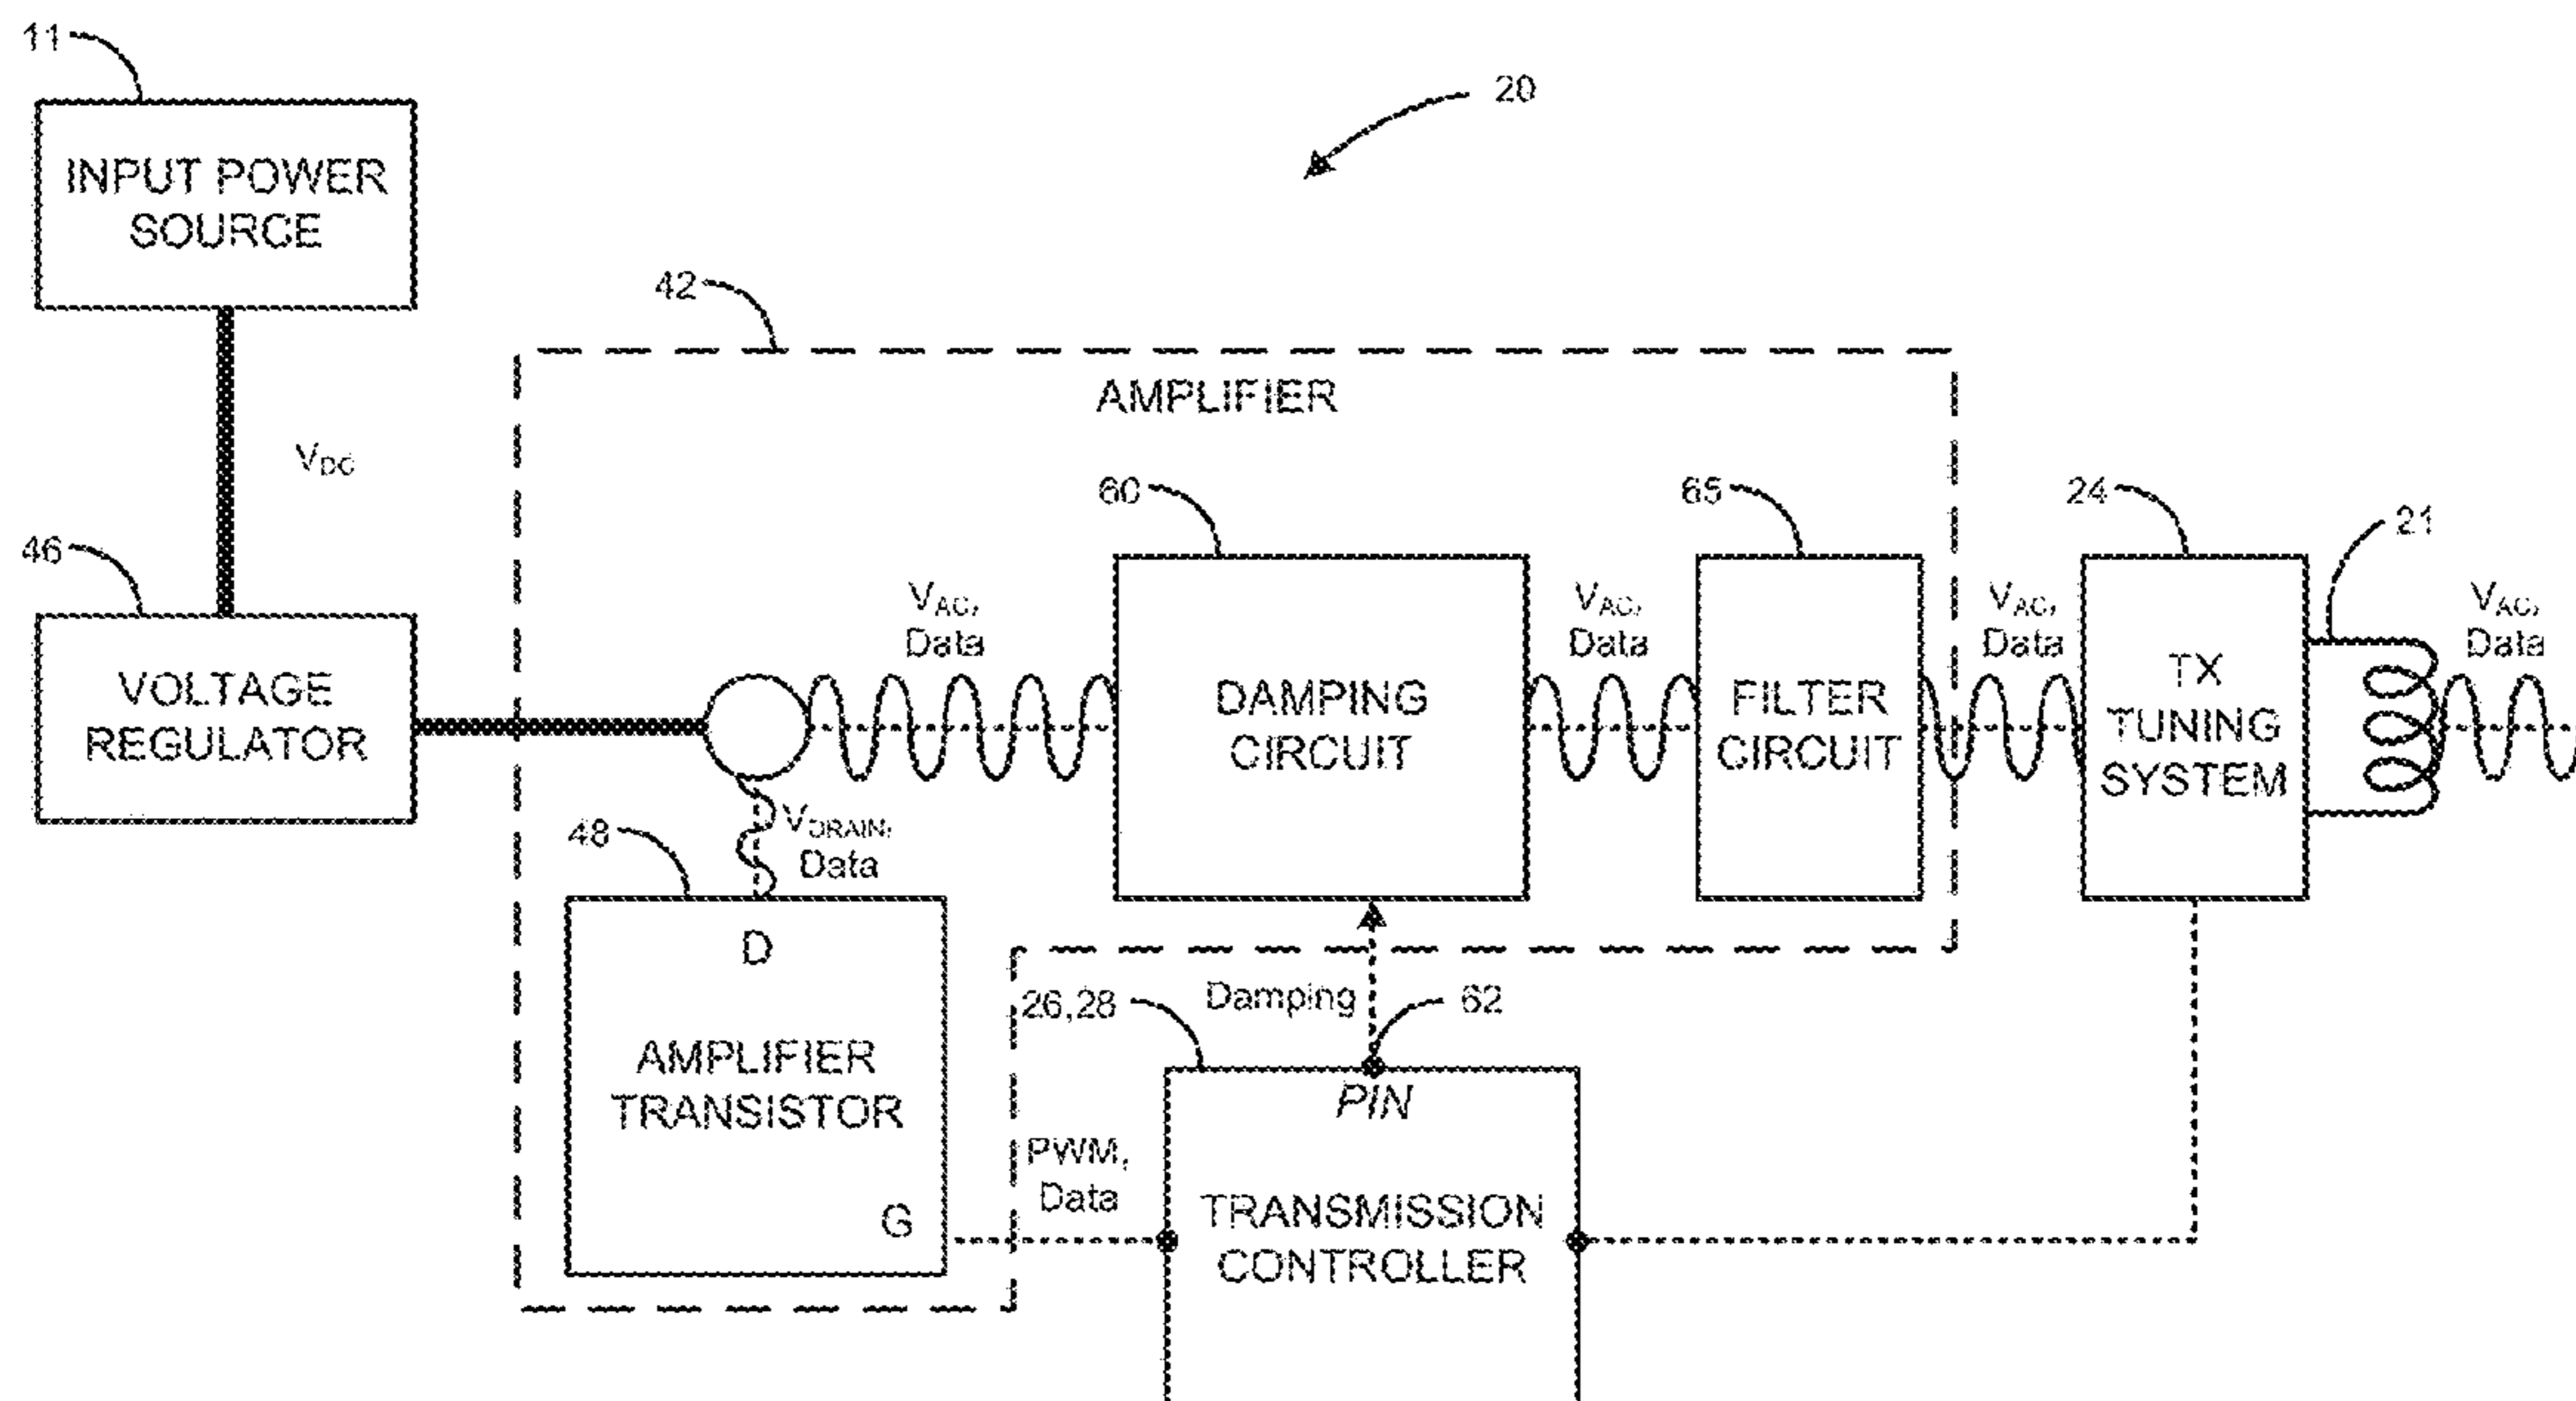 11
20
INPUT POWER
SOURCE
42
AMPLIFIER
VDC
46
60
65
24
21
VAC,
Data
VAC,
Data
VAC,
Data
VAC,
Data
VOLTAGE
REGULATOR
DAMPING
CIRCUIT
FILTER
CIRCUIT
TX
TUNING
SYSTEM
48
VDRAIN,
Data
D
AMPLIFIER
TRANSISTOR
G
26,28
Damping
62
PIN
PWM,
Data
TRANSMISSION
CONTROLLER